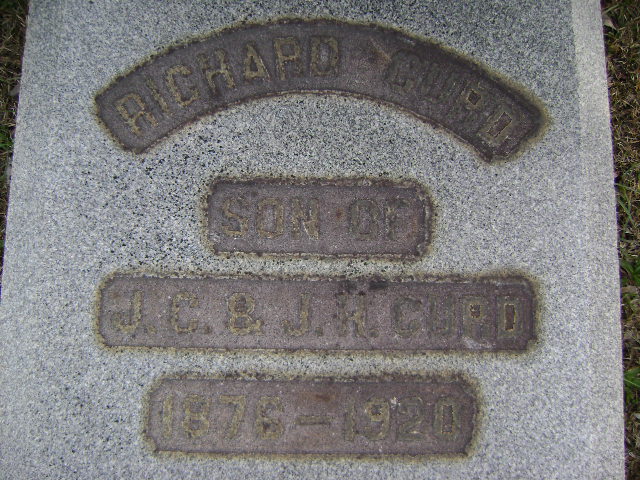 RICHARD CURD
SON OF
J. C. & J. H. CURD
1876 — 1920